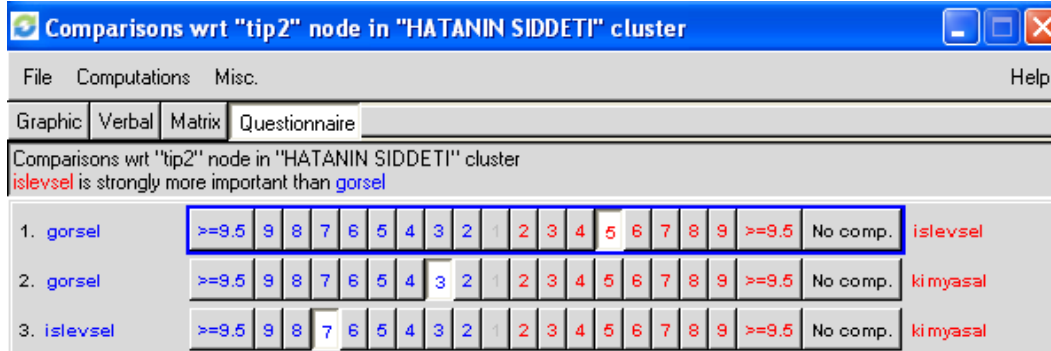 Comparisons wrt "tip2" node in "HATANIN SIDDETI" cluster
File Computations Misc. Help
Graphic Verbal Matrix Questionnaire
Comparisons wrt "tip2" node in "HATANIN SIDDETI" cluster
islevsel is strongly more important than gorsel
1. gorsel >=9.5 9 8 7 6 5 4 3 2 1 2 3 4 5 6 7 8 9 >=9.5 No comp. islevsel
2. gorsel >=9.5 9 8 7 6 5 4 3 2 1 2 3 4 5 6 7 8 9 >=9.5 No comp. kimyasal
3. islevsel >=9.5 9 8 7 6 5 4 3 2 1 2 3 4 5 6 7 8 9 >=9.5 No comp. kimyasal